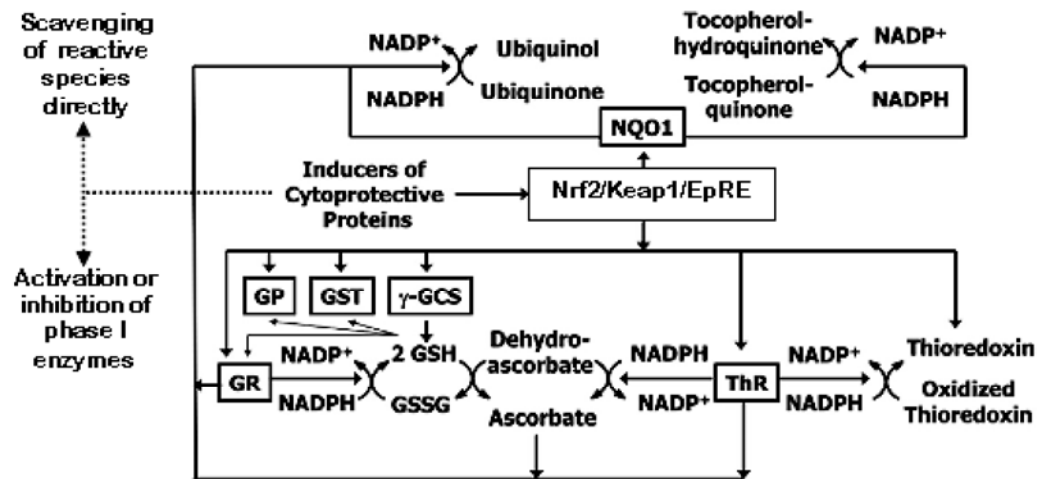 Scavenging
of reactive
species
directly
NADP+
NADPH
Ubiquinol
Ubiquinone
Tocopherol-
hydroquinone
Tocopherol-
quinone
NADP+
NADPH
NQO1
Inducers of
Cytoprotective
Proteins
Nrf2/Keap1/EpRE
Activation or
inhibition of
phase I
enzymes
GP
GST
γ-GCS
GR
NADP+
NADPH
2 GSH
GSSG
Dehydro-
ascorbate
Ascorbate
NADPH
NADP+
ThR
NADP+
NADPH
Thioredoxin
Oxidized
Thioredoxin